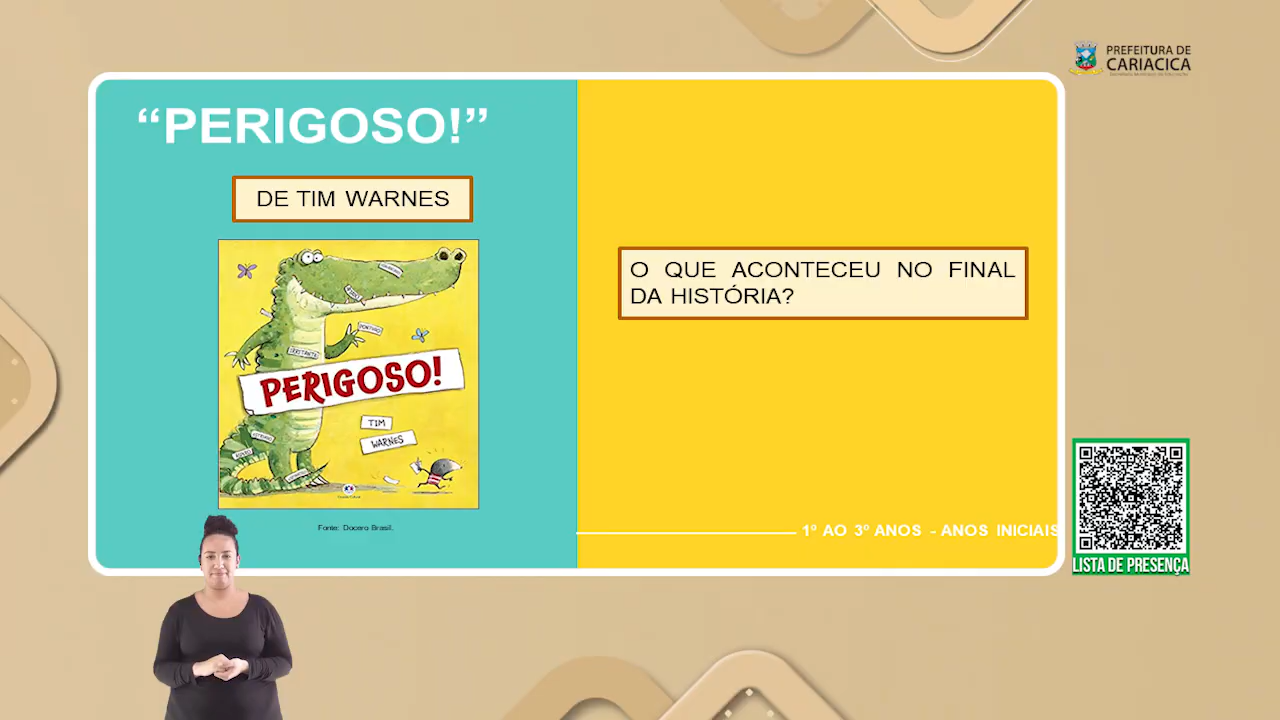 PREFEITURA DE
CARIACICA
“PERIGOSO!”
DE TIM WARNES
PERIGOSO!
TIM
WARNES
Fonte: Docero Brasil.
O QUE ACONTECEU NO FINAL
DA HISTÓRIA?
1º AO 3º ANOS - ANOS INICIAIS
LISTA DE PRESENÇA